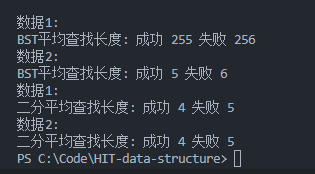 数据1:
BST平均查找长度: 成功 255 失败 256
数据2:
BST平均查找长度: 成功 5 失败 6
数据1:
二分平均查找长度: 成功 4 失败 5
数据2:
二分平均查找长度: 成功 4 失败 5
PS C:\Code\HIT-data-structure>